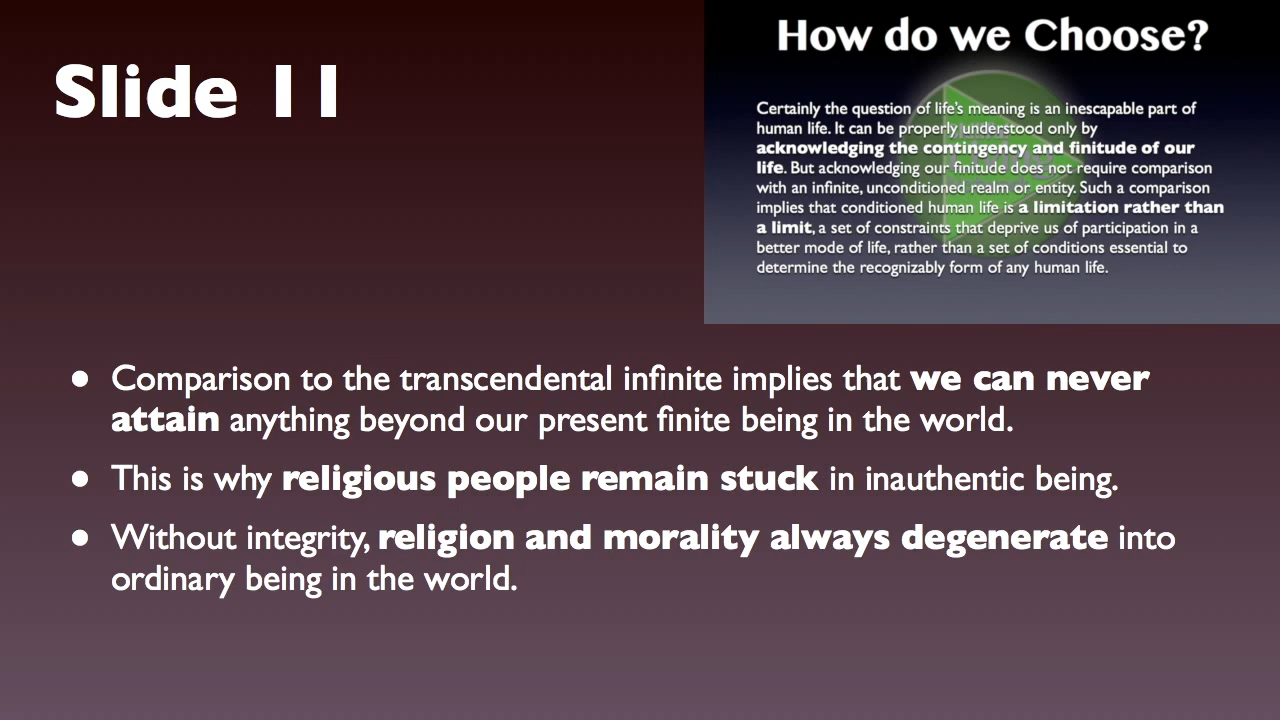 Slide 11
How do we Choose?
Certainly the question of life's meaning is an inescapable part of
human life. It can be properly understood only by
acknowledging the contingency and finitude of our
life. But acknowledging our finitude does not require comparison
with an infinite, unconditioned realm or entity. Such a comparison
implies that conditioned human life is a limitation rather than
a limit, a set of constraints that deprive us of participation in a
better mode of life, rather than a set of conditions essential to
determine the recognizably form of any human life.
● Comparison to the transcendental infinite implies that we can never
attain anything beyond our present finite being in the world.
● This is why religious people remain stuck in inauthentic being.
● Without integrity, religion and morality always degenerate into
ordinary being in the world.